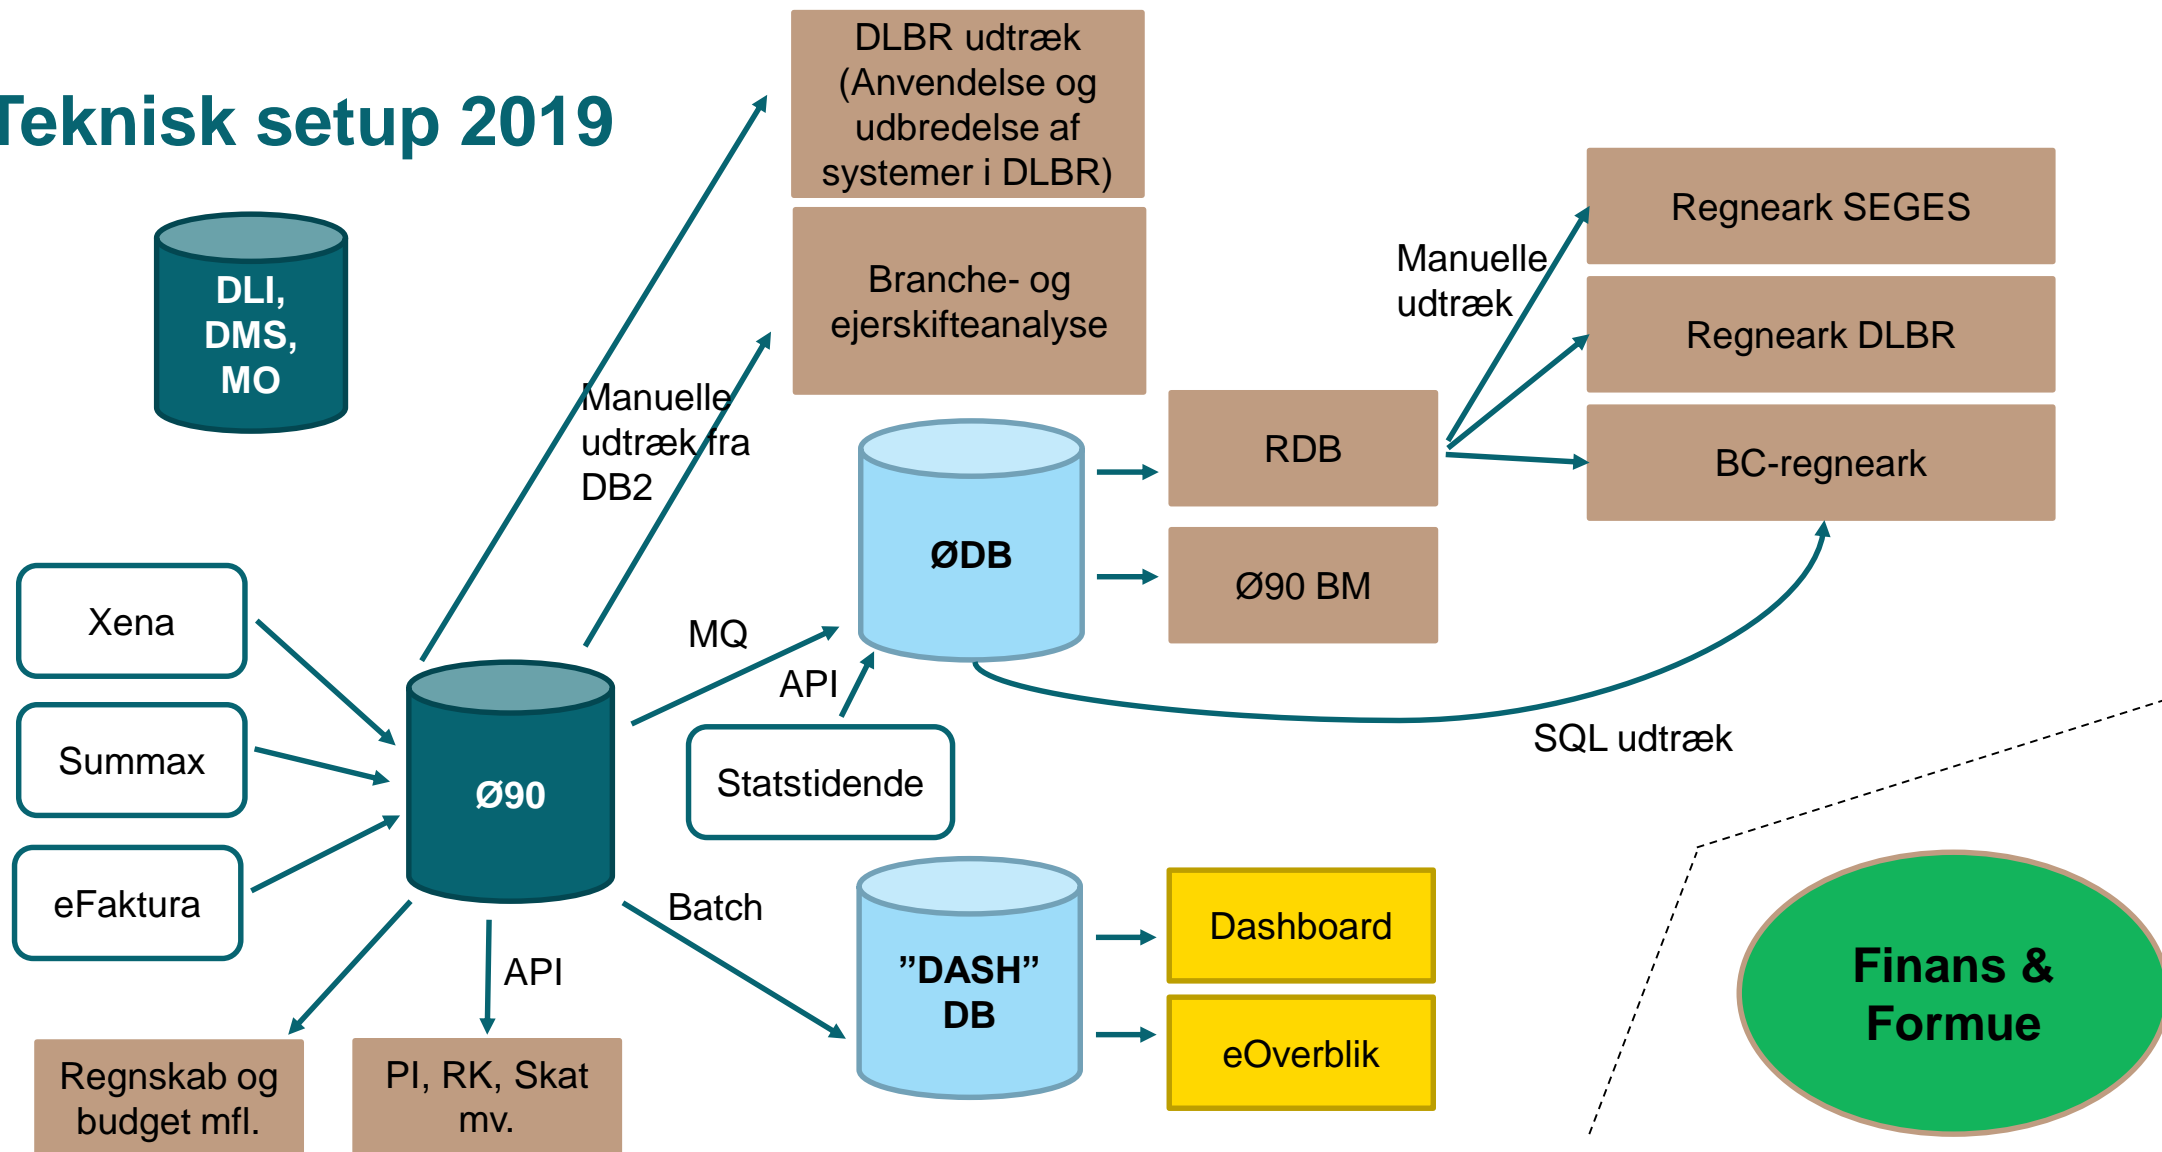 Teknisk setup 2019
DLBR udtræk
(Anvendelse og
udbredelse af
systemer i DLBR)
Branche- og
ejerskifteanalyse
DLI,
DMS,
MO
Manuelle
udtræk fra
DB2
Manuelle
udtræk
Regneark SEGES
Regneark DLBR
BC-regneark
RDB
Ø90 BM
ØDB
Xena
Summax
eFaktura
Ø90
MQ
API
Statstidende
SQL udtræk
Batch
API
"DASH"
DB
Dashboard
eOverblik
Regnskab og
budget mfl.
PI, RK, Skat
mv.
Finans &
Formue